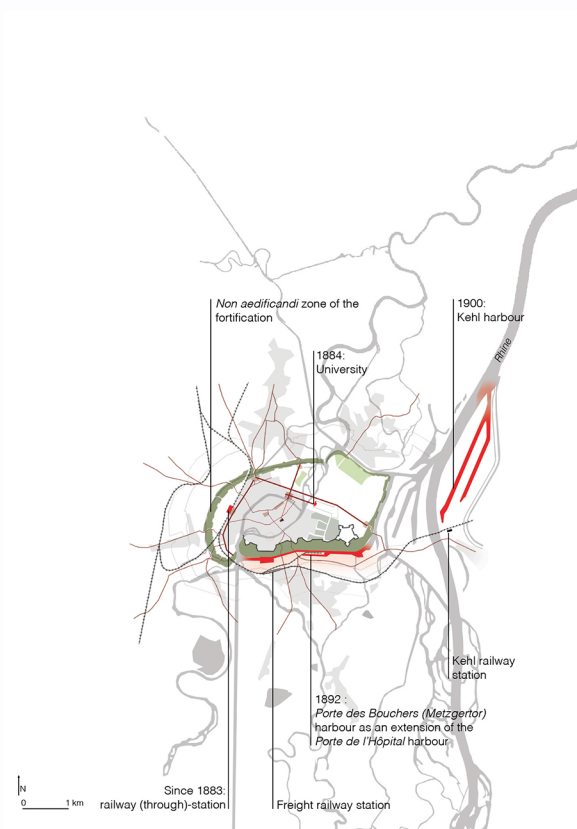 Non aedificandi zone of the
fortification
1900:
Kehl harbour
Rhine
1884:
University
Kehl railway
station
1892 :
Porte des Bouchers (Metzgertor)
harbour as an extension of the
Porte de l'Hôpital harbour
Since 1883:
railway (through)-station
Freight railway station
N
0 1 km